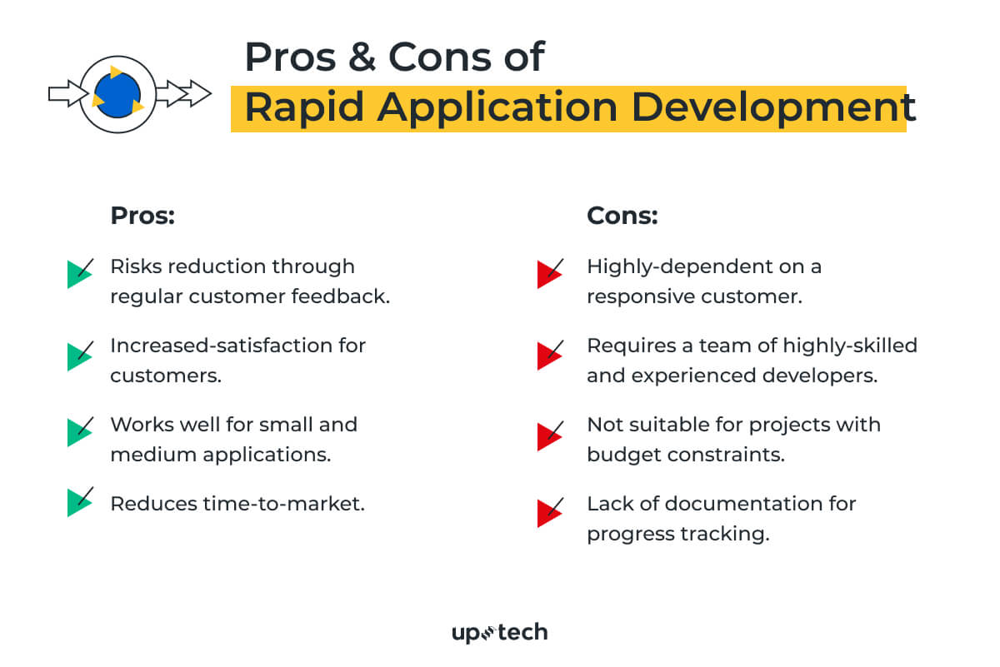 Pros & Cons of
Rapid Application Development
Pros:
Risks reduction through
regular customer feedback.
Increased-satisfaction for
customers.
Works well for small and
medium applications.
Reduces time-to-market.
Cons:
Highly-dependent on a
responsive customer.
Requires a team of highly-skilled
and experienced developers.
Not suitable for projects with
budget constraints.
Lack of documentation for
progress tracking.
up tech